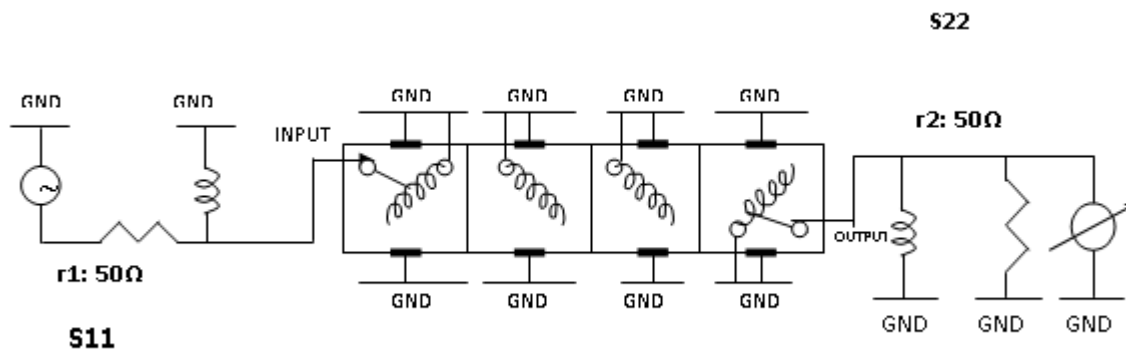 S22
GND
GND
GND
GND
GND
GND
r2: 50Ω
INPUT
OUTPUT
r1: 50Ω
GND
GND
GND
GND
GND
GND
GND
S11